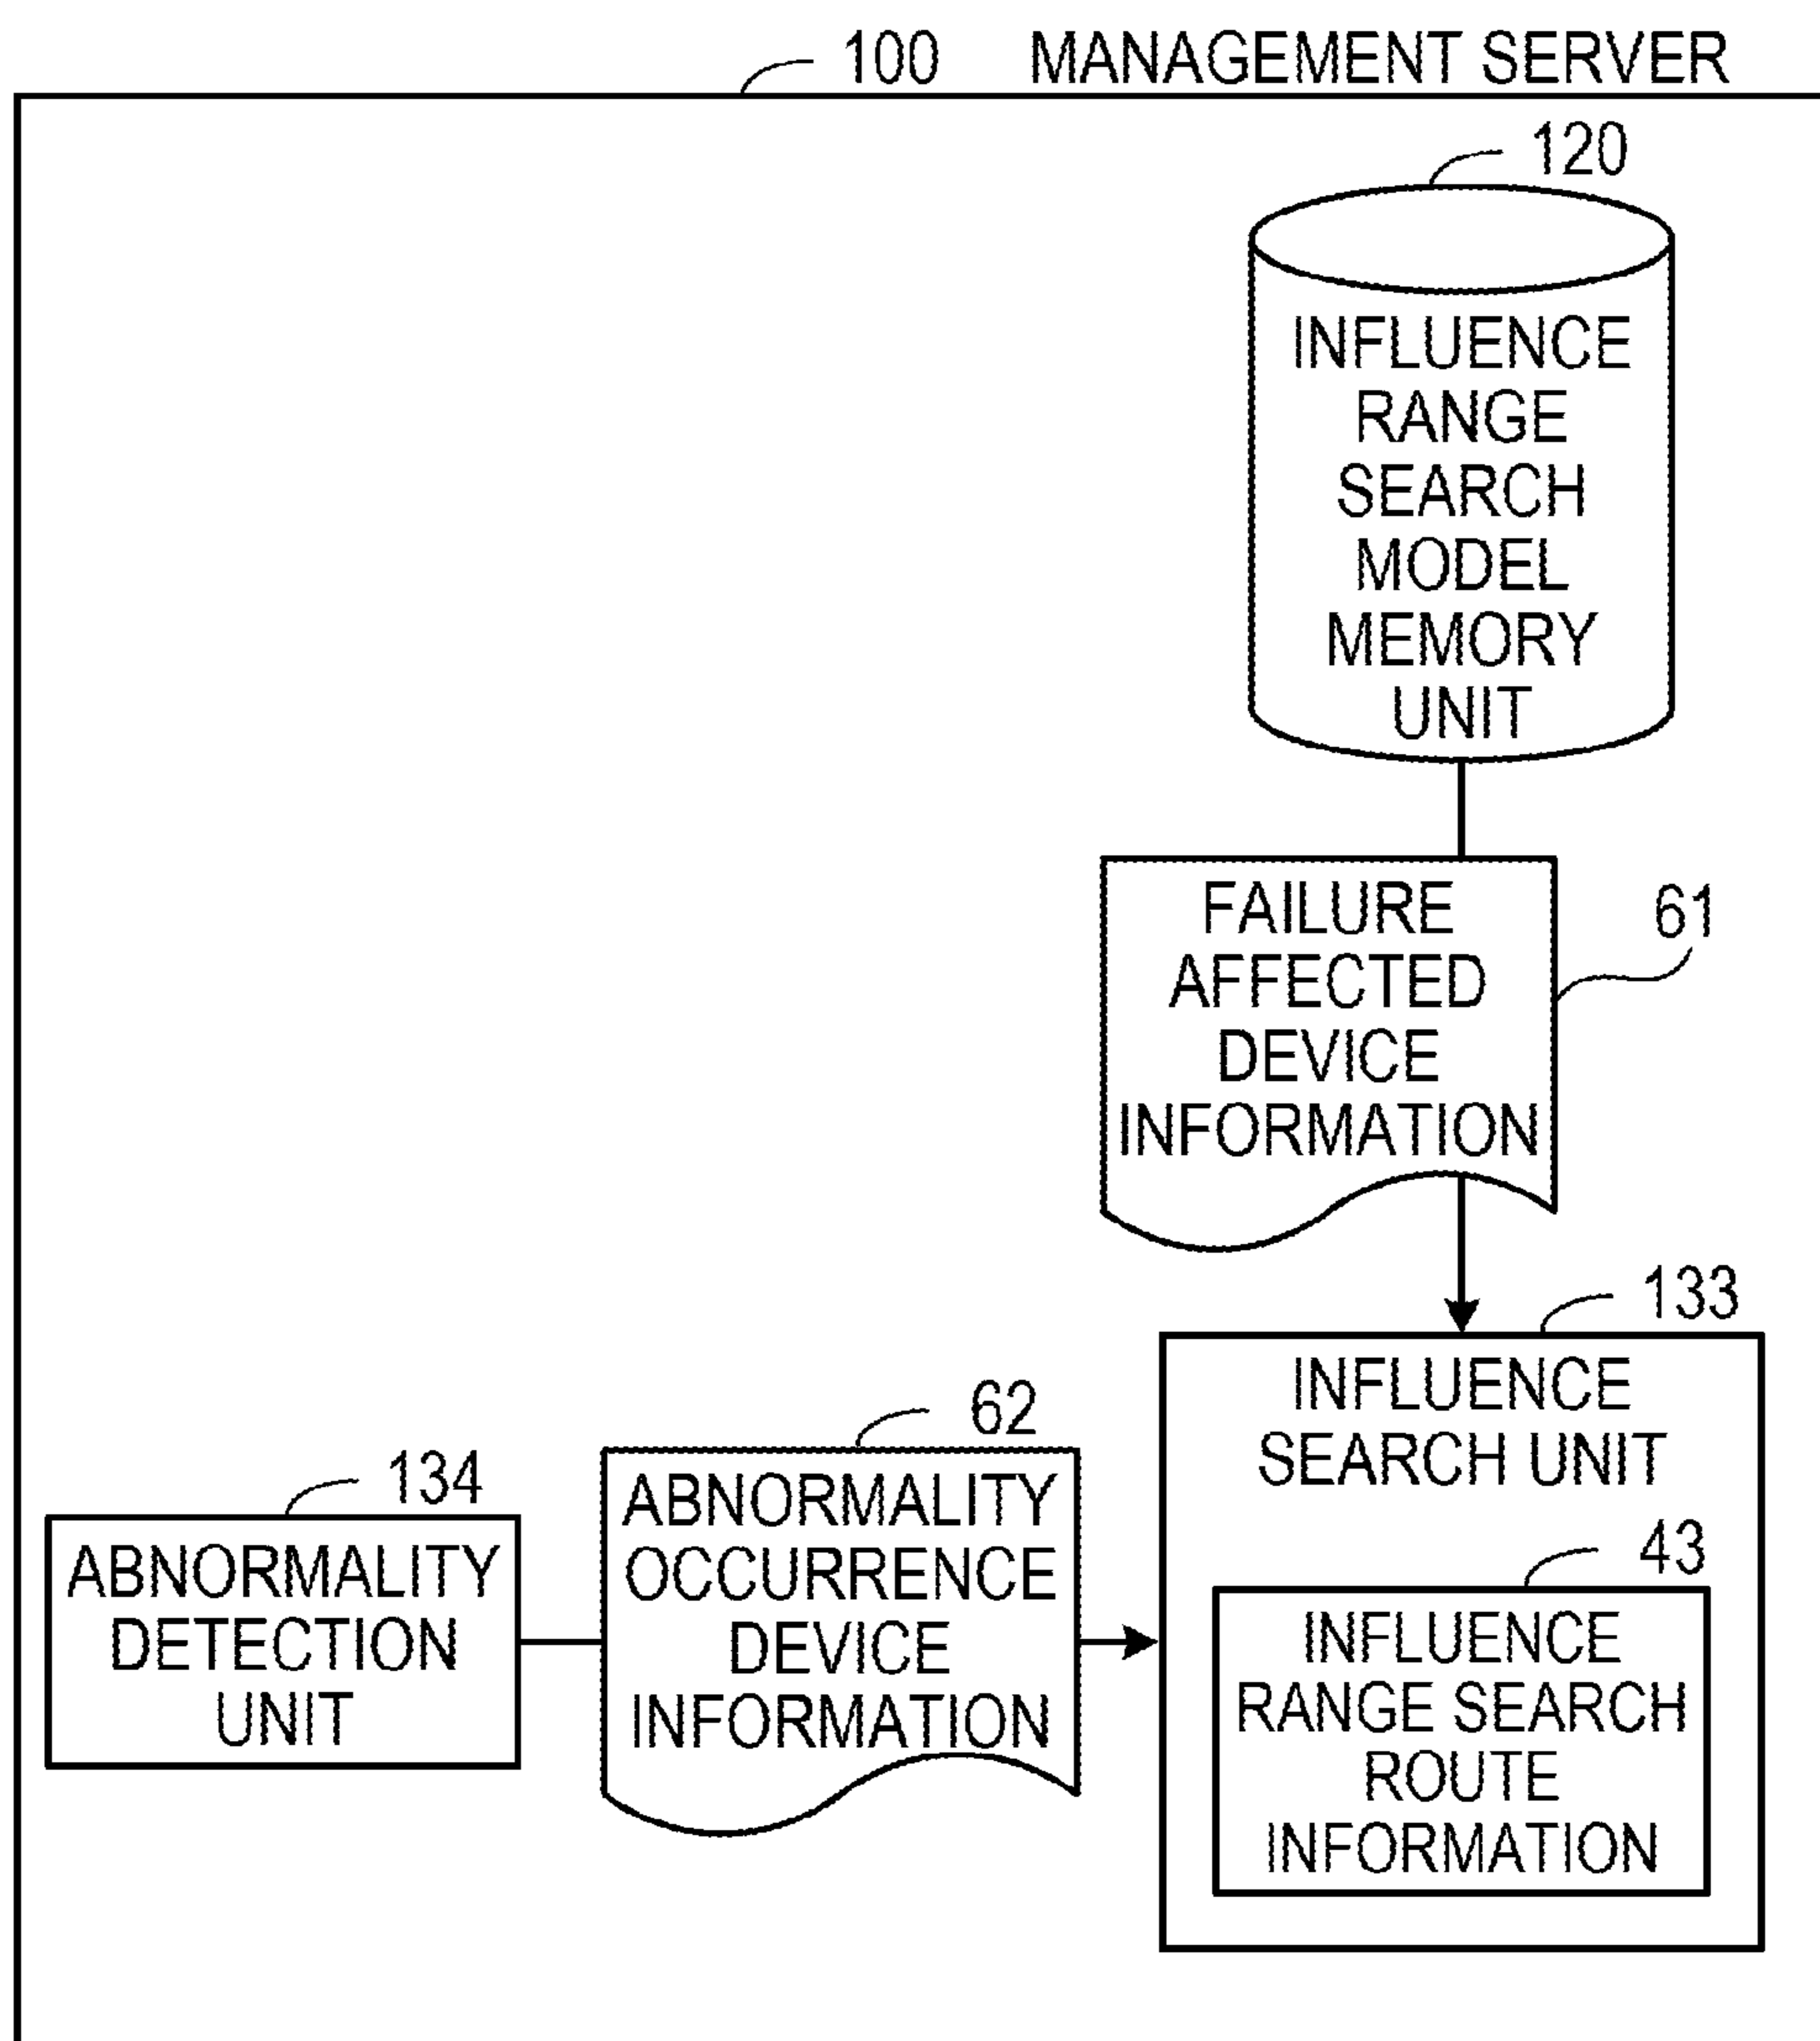 100 MANAGEMENT SERVER
120
INFLUENCE
RANGE
SEARCH
MODEL
MEMORY
UNIT
FAILURE
AFFECTED
DEVICE
INFORMATION
61
133
INFLUENCE
SEARCH UNIT
43
INFLUENCE
RANGE SEARCH
ROUTE
INFORMATION
62
ABNORMALITY
OCCURRENCE
DEVICE
INFORMATION
134
ABNORMALITY
DETECTION
UNIT